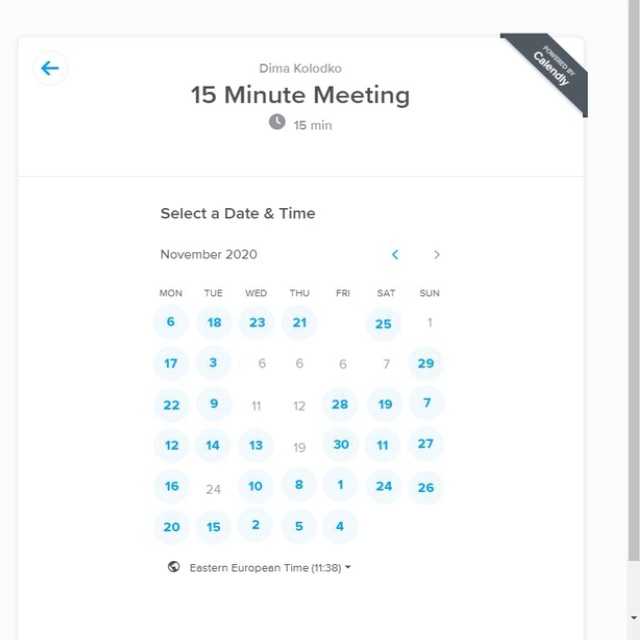 POWERED BY
Calendly
Dima Kolodko
15 Minute Meeting
15 min
Select a Date & Time
November 2020
MON TUE WED THU FRI SAT SUN
6 18 23 21 25 1
17 3 6 6 6 7 29
22 9 11 12 28 19 7
12 14 13 19 30 11 27
16 24 10 8 1 24 26
20 15 2 5 4
Eastern European Time (11:38)